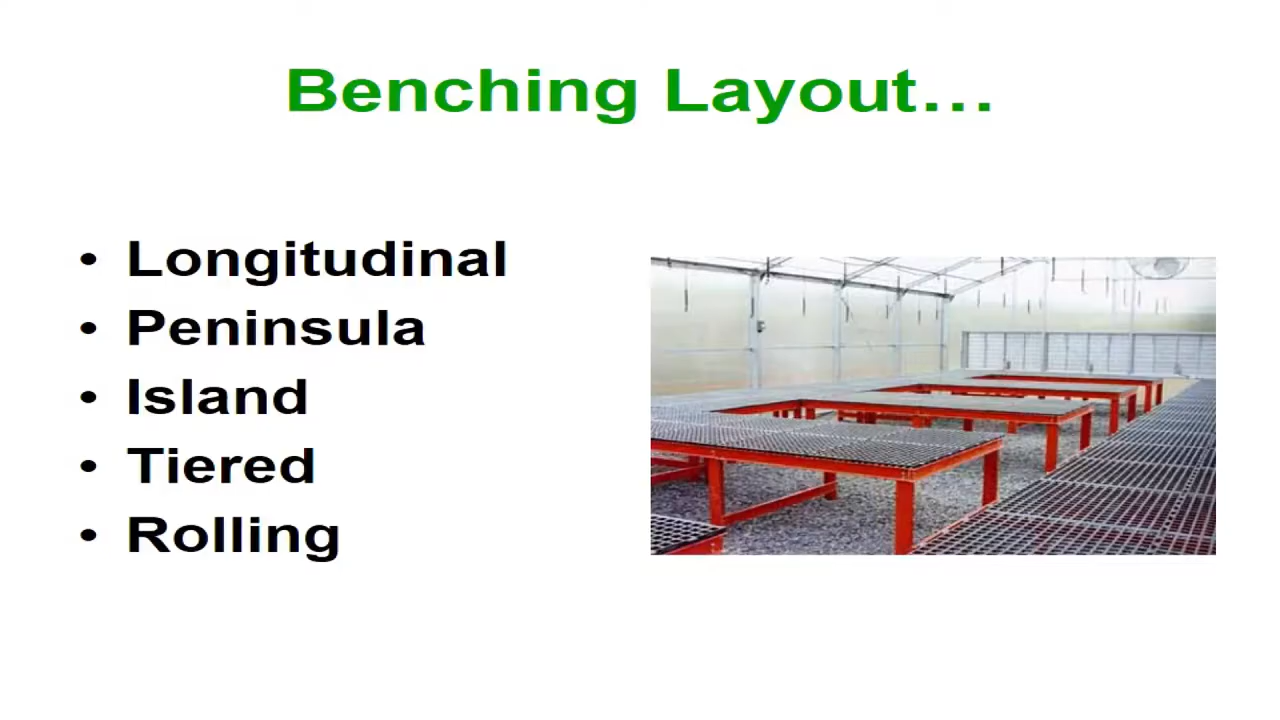 Benching Layout…
• Longitudinal
• Peninsula
• Island
• Tiered
• Rolling